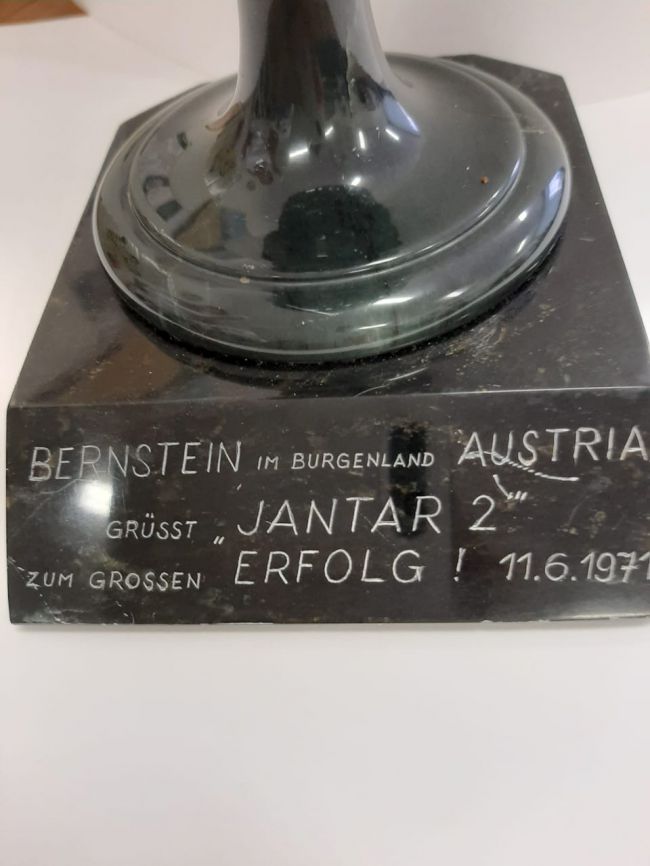 BERNSTEIN IM BURGENLAND AUSTRIA
GRÜSST „JANTAR 2"
ZUM GROSSEN ERFOLG ! 11.6.1971